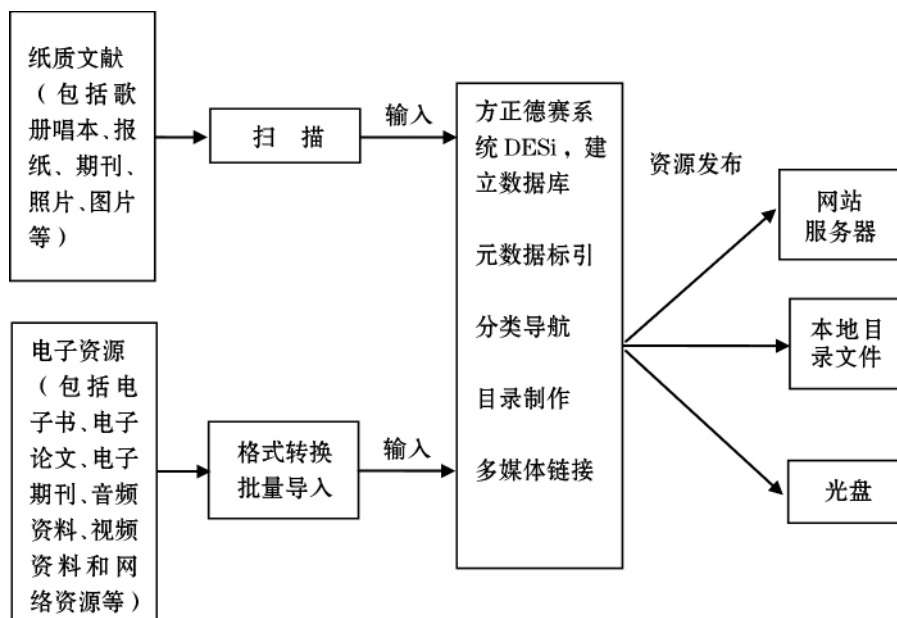 纸质文献
（包括歌
册唱本、报
纸、期刊、
照片、图片
等）
扫 描
输入
电子资源
（包括电
子书、电子
论文、电子
期刊、音频
资料、视频
资料和网
络资源等）
格式转换
批量导入
输入
方正德赛系
统 DESi，建
立数据库
元数据标引
分类导航
目录制作
多媒体链接
资源发布
网站
服务器
本地目
录文件
光盘